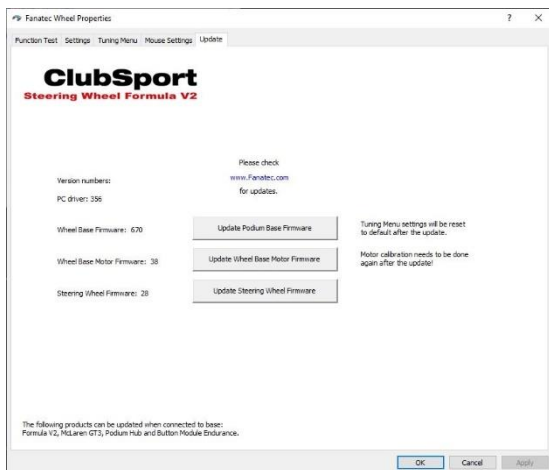 Fanatec Wheel Properties
?
X
Function Test Settings Tuning Menu Mouse Settings Update
ClubSport
Steering Wheel Formula V2
Please check
www.Fanatec.com
for updates.
Version numbers:
PC driver: 356
Wheel Base Firmware: 670
Update Podium Base Firmware
Tuning Menu settings will be reset
to default after the update.
Wheel Base Motor Firmware: 38
Update Wheel Base Motor Firmware
Motor calibration needs to be done
again after the update!
Steering Wheel Firmware: 28
Update Steering Wheel Firmware
The following products can be updated when connected to base:
Formula V2, McLaren GT3, Podium Hub and Button Module Endurance.
OK Cancel Apply